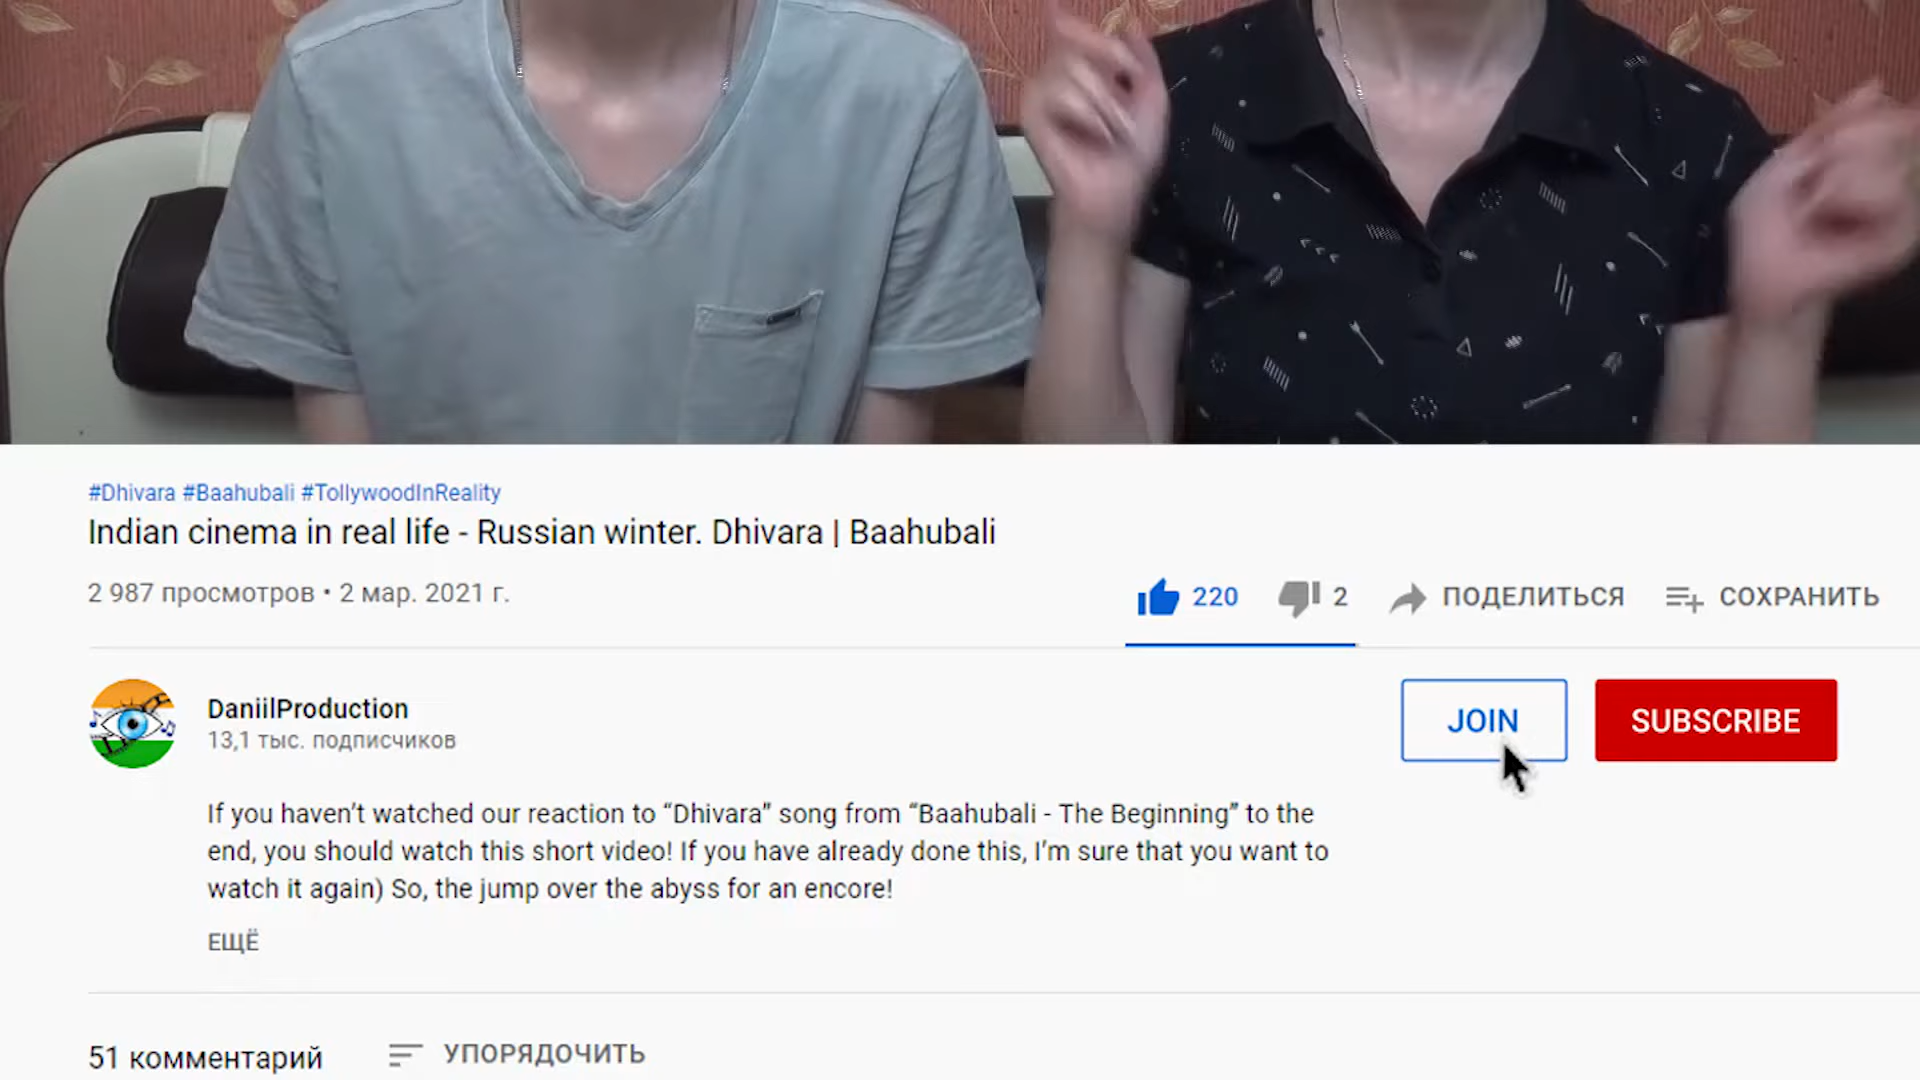 #Dhivara #Baahubali #TollywoodInReality
Indian cinema in real life - Russian winter. Dhivara | Baahubali
2 987 просмотров • 2 мар. 2021 г.
220
2
ПОДЕЛИТЬСЯ
СОХРАНИТЬ
DaniilProduction
13,1 тыс. подписчиков
JOIN
SUBSCRIBE
If you haven’t watched our reaction to “Dhivara” song from “Baahubali - The Beginning” to the
end, you should watch this short video! If you have already done this, I’m sure that you want to
watch it again) So, the jump over the abyss for an encore!
ЕЩЁ
51 комментарий
УПОРЯДОЧИТЬ